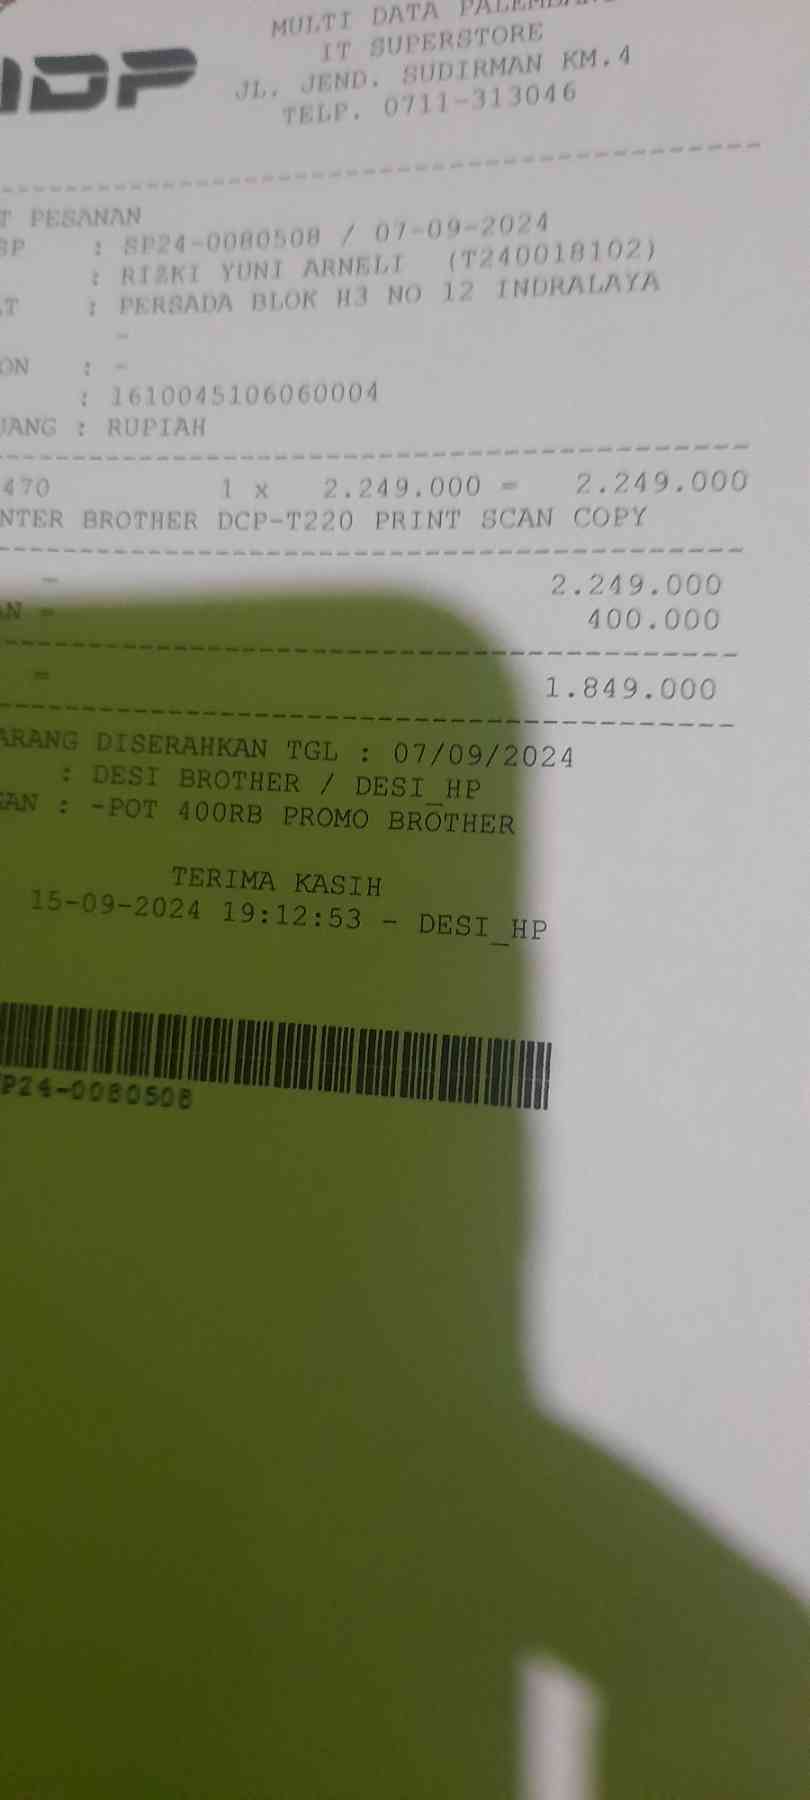 MULTI DATA
IT SUPERSTORE
JL. JEND. SUDIRMAN KM.4
TELP. 0711-313046
PESANAN
: SP24-0080508 / 07-09-2024
: RIZKI YUNI ARNELI (T240018102)
: PERSADA BLOK H3 NO 12 INDRALAYA
-
: -
: 1610045106060004
UANG : RUPIAH
470 1 x 2.249.000 = 2.249.000
NTER BROTHER DCP-T220 PRINT SCAN COPY
= 2.249.000
AN = 400.000
= 1.849.000
ARANG DISERAHKAN TGL : 07/09/2024
: DESI BROTHER / DESI_HP
: -POT 400RB PROMO BROTHER
TERIMA KASIH
15-09-2024 19:12:53 - DESI_HP
P24-0080508